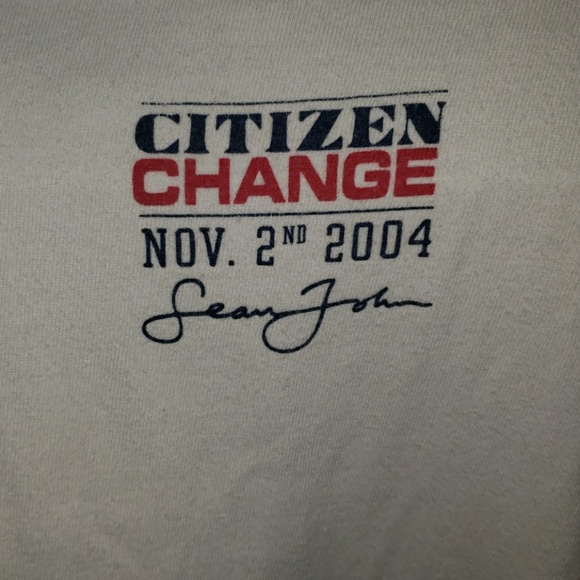 CITIZEN
CHANGE
NOV. 2ND 2004
Sean John